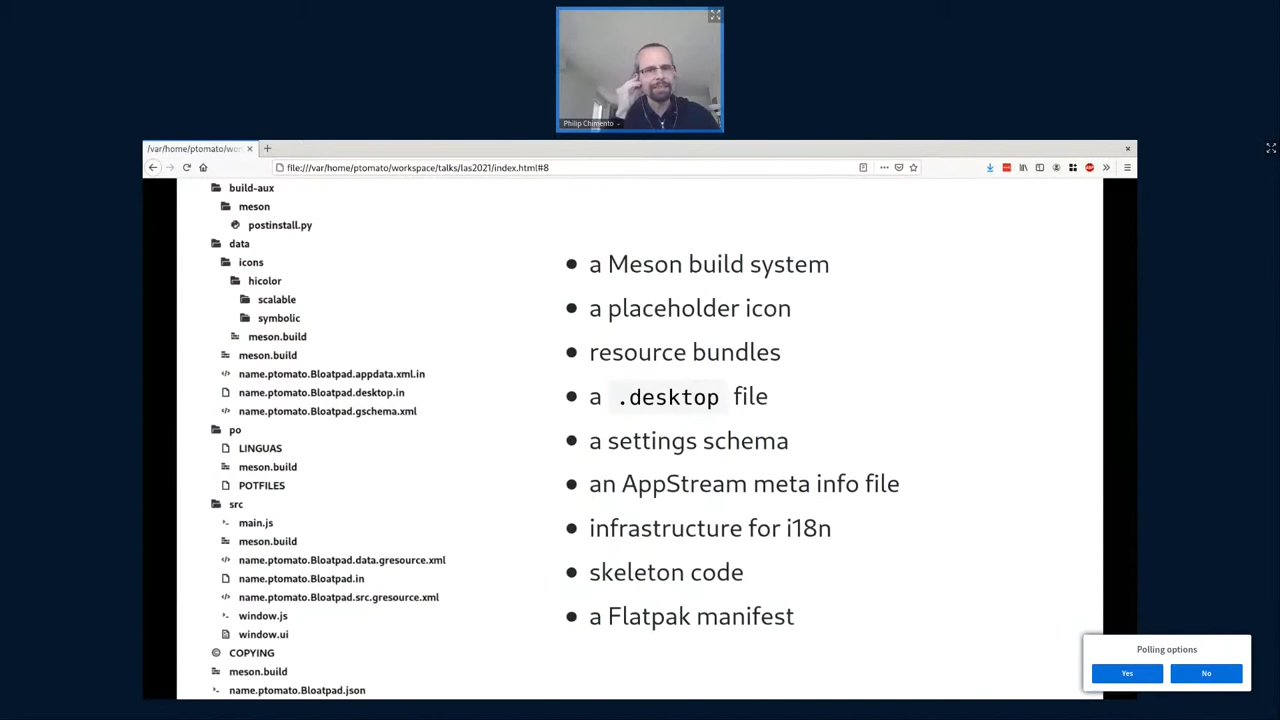 Philip Chimento
/var/home/ptomato/wor
file:///var/home/ptomato/workspace/talks/las2021/index.html#8
build-aux
meson
postinstall.py
data
icons
hicolor
scalable
symbolic
meson.build
meson.build
name.ptomato.Bloatpad.appdata.xml.in
name.ptomato.Bloatpad.desktop.in
name.ptomato.Bloatpad.gschema.xml
po
LINGUAS
meson.build
POTFILES
src
main.js
meson.build
name.ptomato.Bloatpad.data.gresource.xml
name.ptomato.Bloatpad.in
name.ptomato.Bloatpad.src.gresource.xml
window.js
window.ui
COPYING
meson.build
name.ptomato.Bloatpad.json
• a Meson build system
• a placeholder icon
• resource bundles
• a .desktop file
• a settings schema
• an AppStream meta info file
• infrastructure for i18n
• skeleton code
• a Flatpak manifest
Polling options
Yes
No